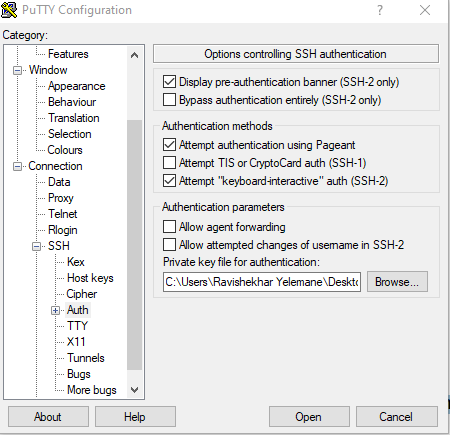 PuTTY Configuration
? ×
Category:
Features
Window
Appearance
Behaviour
Translation
Selection
Colours
Connection
Data
Proxy
Telnet
Rlogin
SSH
Kex
Host keys
Cipher
Auth
TTY
X11
Tunnels
Bugs
More bugs
Options controlling SSH authentication
Display pre-authentication banner (SSH-2 only)
Bypass authentication entirely (SSH-2 only)
Authentication methods
Attempt authentication using Pageant
Attempt TIS or CryptoCard auth (SSH-1)
Attempt "keyboard-interactive" auth (SSH-2)
Authentication parameters
Allow agent forwarding
Allow attempted changes of username in SSH-2
Private key file for authentication:
C:\Users\Ravishekhar Yelemane\Deskto Browse...
About Help Open Cancel